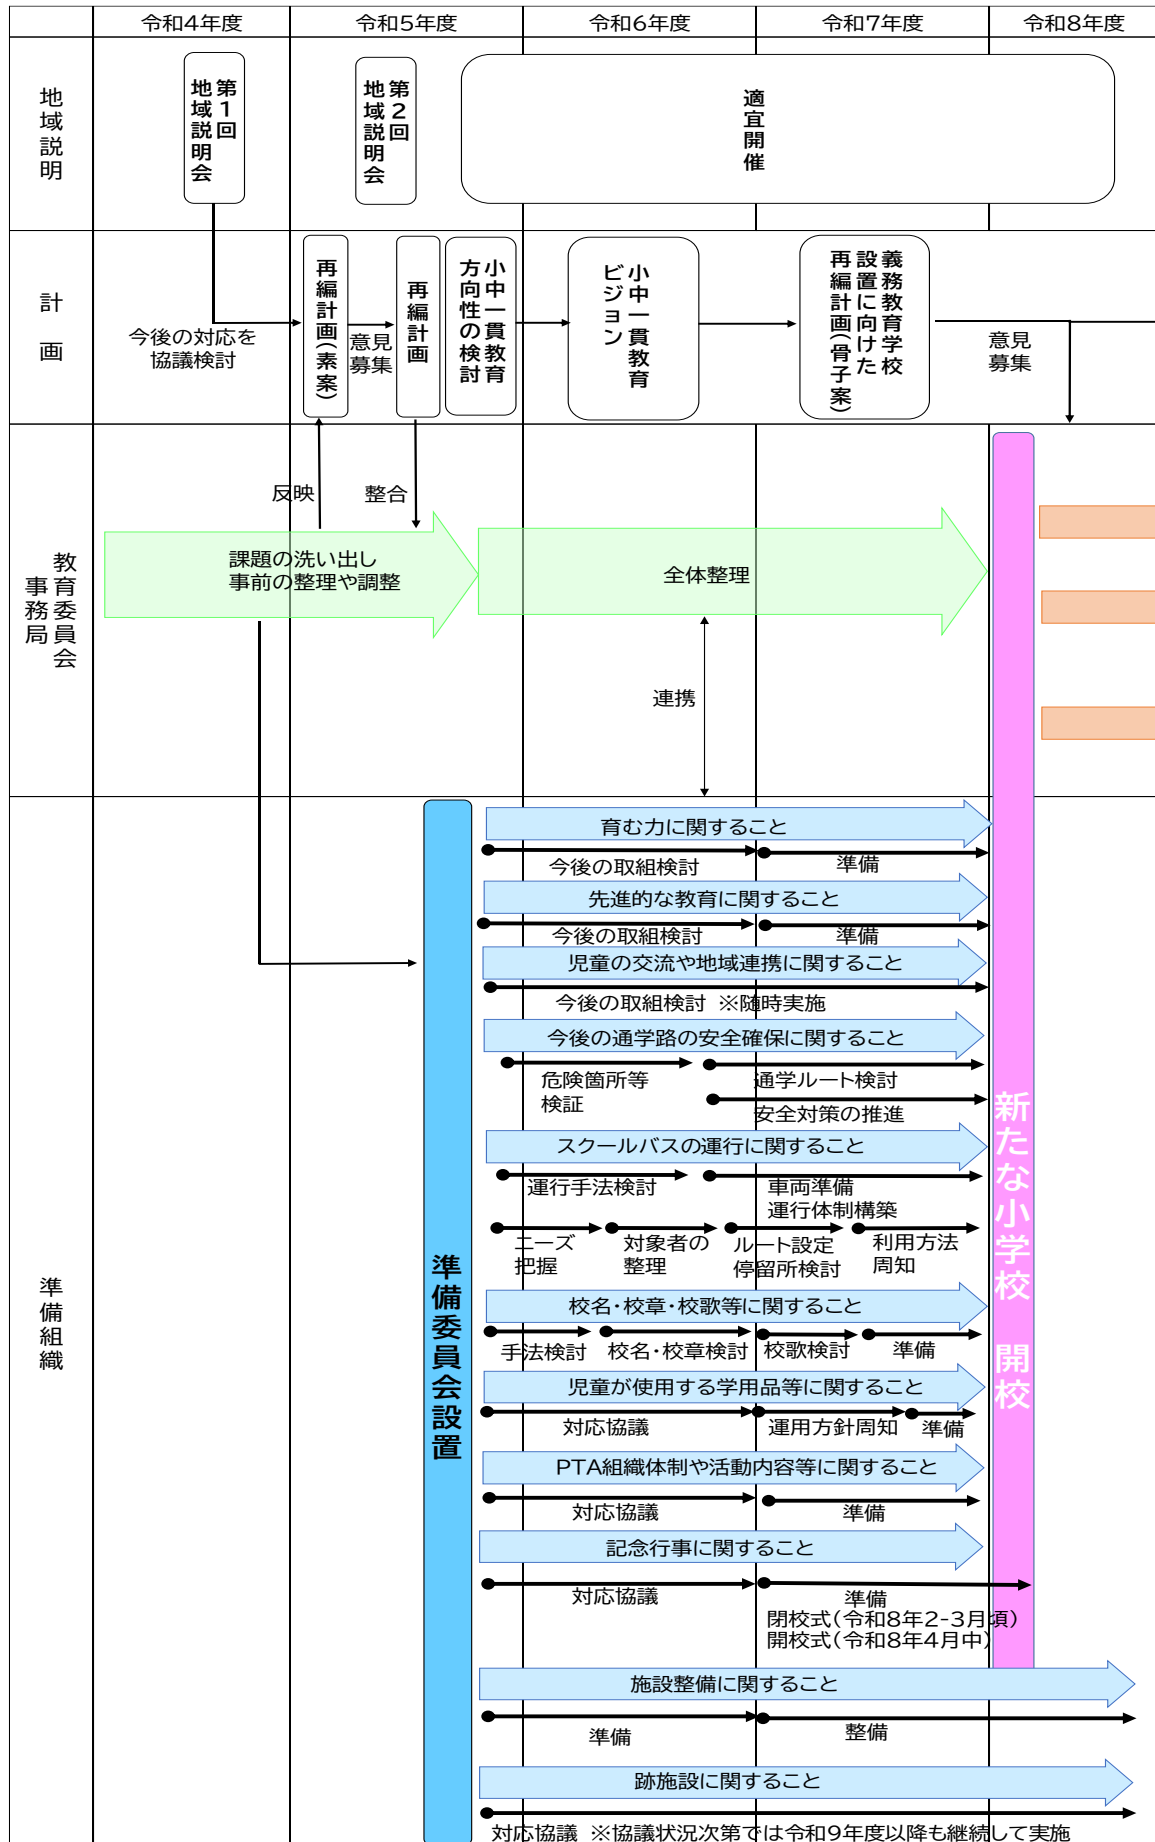 令和4年度
令和5年度
令和6年度
令和7年度
令和8年度
地域説明
第1回
地域説明会
第2回
地域説明会
適宜開催
計画
今後の対応を
協議検討
再編計画(素案)
意見
募集
再編計画
小中一貫教育
方向性の検討
小中一貫教育
ビジョン
義務教育学校
設置に向けた
再編計画(骨子案)
意見
募集
教育委員会
事務局
反映
整合
課題の洗い出し
事前の整理や調整
全体整理
連携
準備組織
準備委員会設置
新たな小学校 開校
育む力に関すること
今後の取組検討
準備
先進的な教育に関すること
今後の取組検討
準備
児童の交流や地域連携に関すること
今後の取組検討 ※随時実施
今後の通学路の安全確保に関すること
危険箇所等
検証
通学ルート検討
安全対策の推進
スクールバスの運行に関すること
運行手法検討
車両準備
運行体制構築
ニーズ
把握
対象者の
整理
ルート設定
停留所検討
利用方法
周知
校名・校章・校歌等に関すること
手法検討
校名・校章検討
校歌検討
準備
児童が使用する学用品等に関すること
対応協議
運用方針周知
準備
PTA組織体制や活動内容等に関すること
対応協議
準備
記念行事に関すること
対応協議
準備
閉校式(令和8年2-3月頃)
開校式(令和8年4月中)
施設整備に関すること
準備
整備
跡施設に関すること
対応協議 ※協議状況次第では令和9年度以降も継続して実施